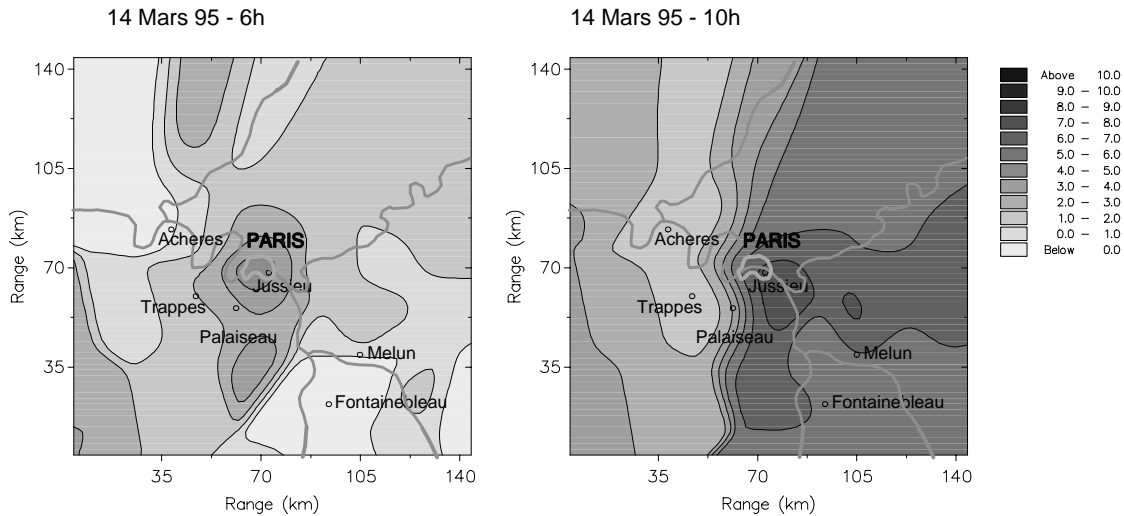 14 Mars 95 - 6h
140
105
70
35
Range (km)
35 70 105 140
Range (km)
Acheres
PARIS
Jussieu
Trappes
Palaiseau
Melun
Fontainebleau
14 Mars 95 - 10h
140
105
70
35
Range (km)
35 70 105 140
Range (km)
Acheres
PARIS
Jussieu
Trappes
Palaiseau
Melun
Fontainebleau
Above 10.0
9.0 - 10.0
8.0 - 9.0
7.0 - 8.0
6.0 - 7.0
5.0 - 6.0
4.0 - 5.0
3.0 - 4.0
2.0 - 3.0
1.0 - 2.0
0.0 - 1.0
Below 0.0